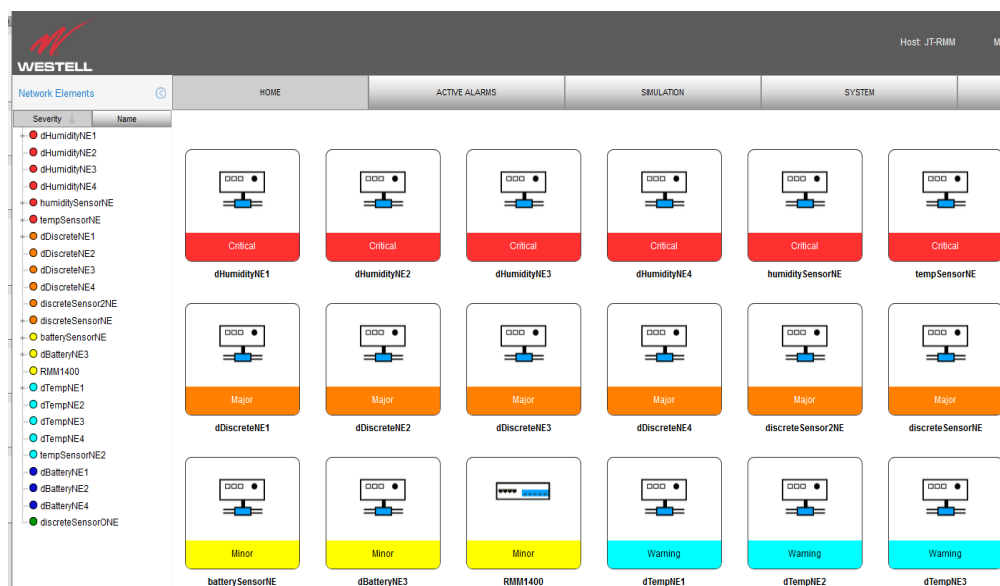 WESTELL
Host: JT-RMM
M
Network Elements
HOME
ACTIVE ALARMS
SIMULATION
SYSTEM
Severity
Name
dHumidityNE1
dHumidityNE2
dHumidityNE3
dHumidityNE4
humiditySensorNE
tempSensorNE
dDiscreteNE1
dDiscreteNE2
dDiscreteNE3
dDiscreteNE4
discreteSensor2NE
discreteSensorNE
batterySensorNE
dBatteryNE3
RMM1400
dTempNE1
dTempNE2
dTempNE3
dTempNE4
tempSensorNE2
dBatteryNE1
dBatteryNE2
dBatteryNE4
discreteSensorONE
Critical
Critical
Critical
Critical
Critical
Critical
dHumidityNE1
dHumidityNE2
dHumidityNE3
dHumidityNE4
humiditySensorNE
tempSensorNE
Major
Major
Major
Major
Major
Major
dDiscreteNE1
dDiscreteNE2
dDiscreteNE3
dDiscreteNE4
discreteSensor2NE
discreteSensorNE
Minor
Minor
Minor
Warning
Warning
Warning
batterySensorNE
dBatteryNE3
RMM1400
dTempNE1
dTempNE2
dTempNE3